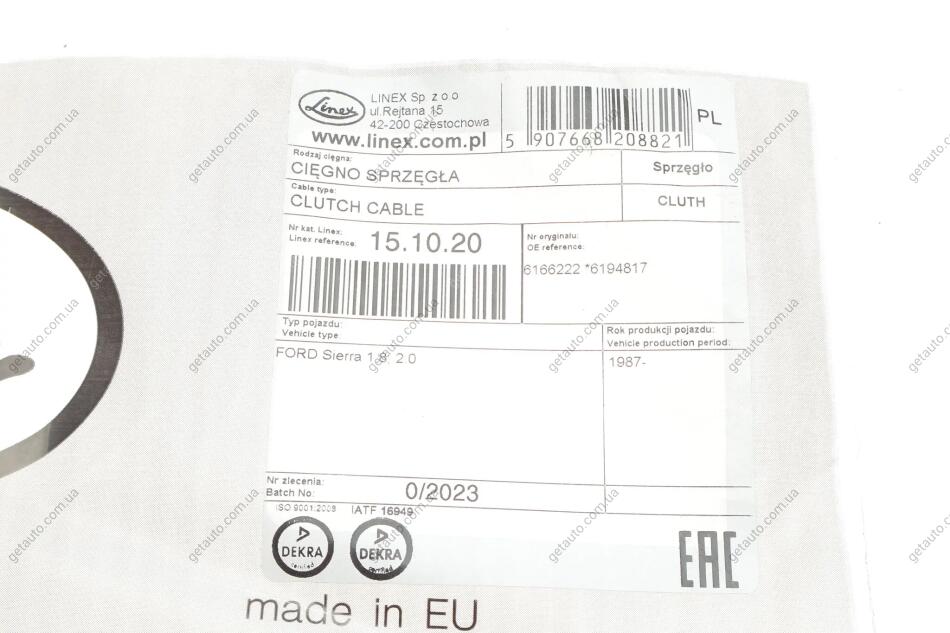 Linex
LINEX Sp. z o.o
ul.Rejtana 15
42-200 Częstochowa
www.linex.com.pl
5 907668 208821
PL
Rodzaj cięgna:
CIĘGNO SPRZĘGŁA
Sprzęgło
Cable type:
CLUTCH CABLE
CLUTH
Nr kat. Linex:
Linex reference:
15.10.20
Nr oryginału:
OE reference:
6166222 *6194817
Typ pojazdu:
Vehicle type:
Rok produkcji pojazdu:
Vehicle production period:
FORD Sierra 1.8 2.0
1987-
Nr zlecenia:
Batch No:
0/2023
ISO 9001:2008
IATF 16949
DEKRA
certified
DEKRA
certified
EAC
made in EU
getauto.com.ua